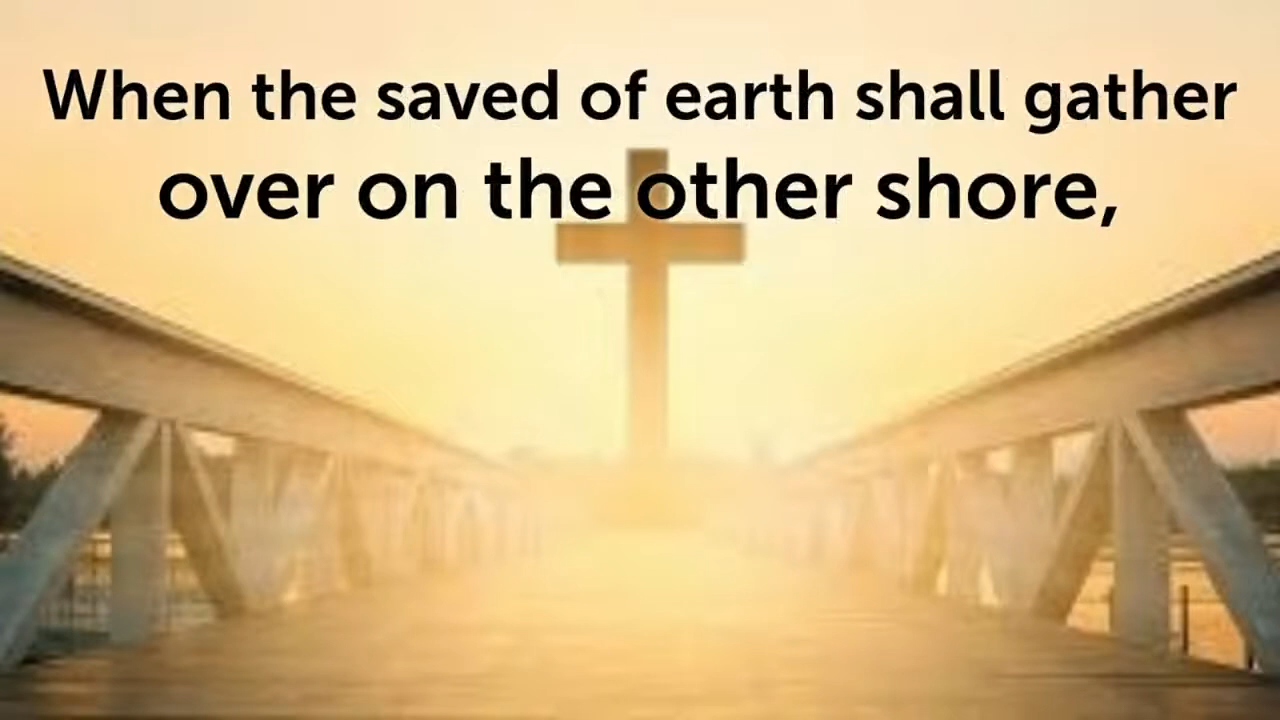 When the saved of earth shall gather
over on the other shore,